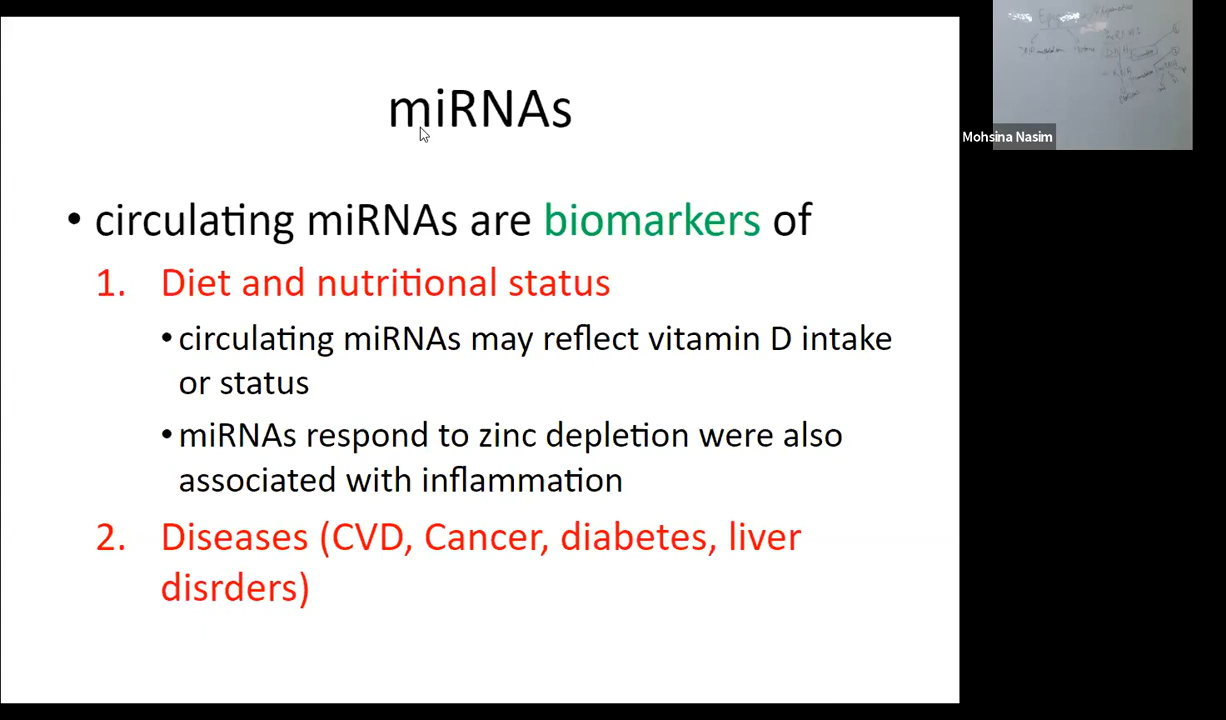 miRNAs
• circulating miRNAs are biomarkers of
1. Diet and nutritional status
• circulating miRNAs may reflect vitamin D intake
or status
• miRNAs respond to zinc depletion were also
associated with inflammation
2. Diseases (CVD, Cancer, diabetes, liver
disrders)
Mohsina Nasim